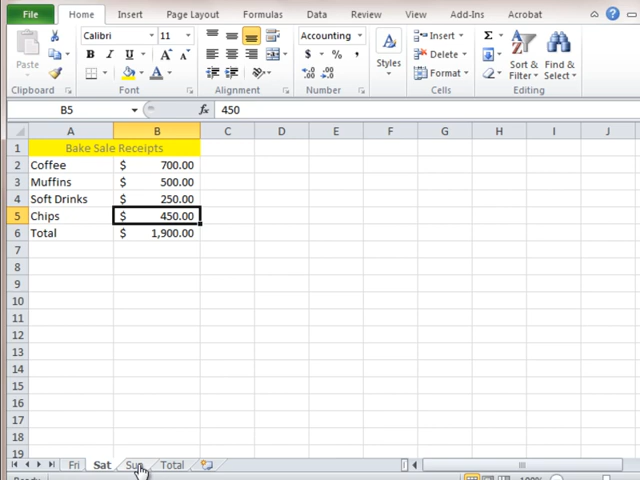 File Home Insert Page Layout Formulas Data Review View Add-Ins Acrobat
Calibri 11 Accounting Insert
B I U A A $ % , Delete
Paste A Styles Format Sort & Filter Find & Select
Clipboard Font Alignment Number Cells Editing
B5 fx 450
A B C D E F G H I J
1 Bake Sale Receipts
2 Coffee $ 700.00
3 Muffins $ 500.00
4 Soft Drinks $ 250.00
5 Chips $ 450.00
6 Total $ 1,900.00
7
8
9
10
11
12
13
14
15
16
17
18
19
Fri Sat Sun Total